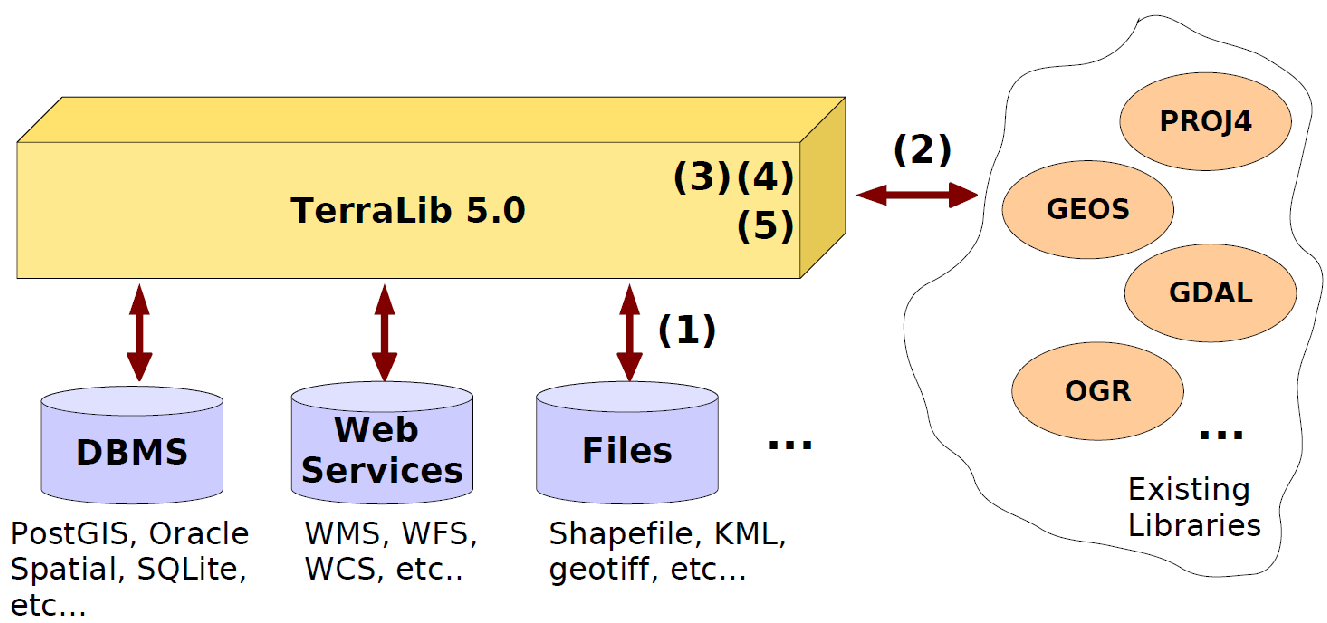 PROJ4
(2)
(3)(4)
TerraLib 5.0
GEOS
(5)
GDAL
(1)
OGR
DBMS
Web
Services
Files
...
...
Existing
Libraries
PostGIS, Oracle
Spatial, SQLite,
etc...
WMS, WFS,
WCS, etc..
Shapefile, KML,
geotiff, etc...